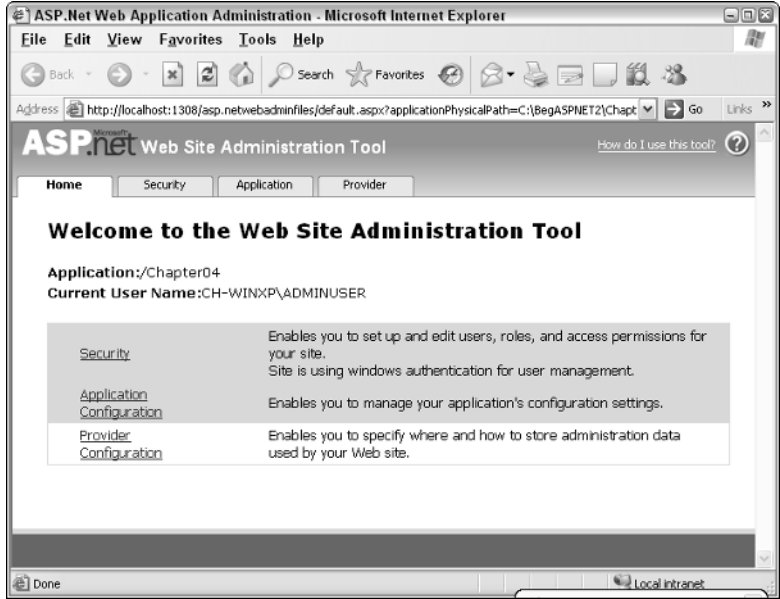 ASP.Net Web Application Administration - Microsoft Internet Explorer
File Edit View Favorites Tools Help
Back Search Favorites
Address http://localhost:1308/asp.netwebadminfiles/default.aspx?applicationPhysicalPath=C:\BegASPNET2\Chapt Go Links »
Microsoft
ASP.net Web Site Administration Tool How do I use this tool? ?
Home Security Application Provider
Welcome to the Web Site Administration Tool
Application:/Chapter04
Current User Name:CH-WINXP\ADMINUSER
Security
Enables you to set up and edit users, roles, and access permissions for
your site.
Site is using windows authentication for user management.
Application
Configuration
Enables you to manage your application's configuration settings.
Provider
Configuration
Enables you to specify where and how to store administration data
used by your Web site.
Done Local intranet